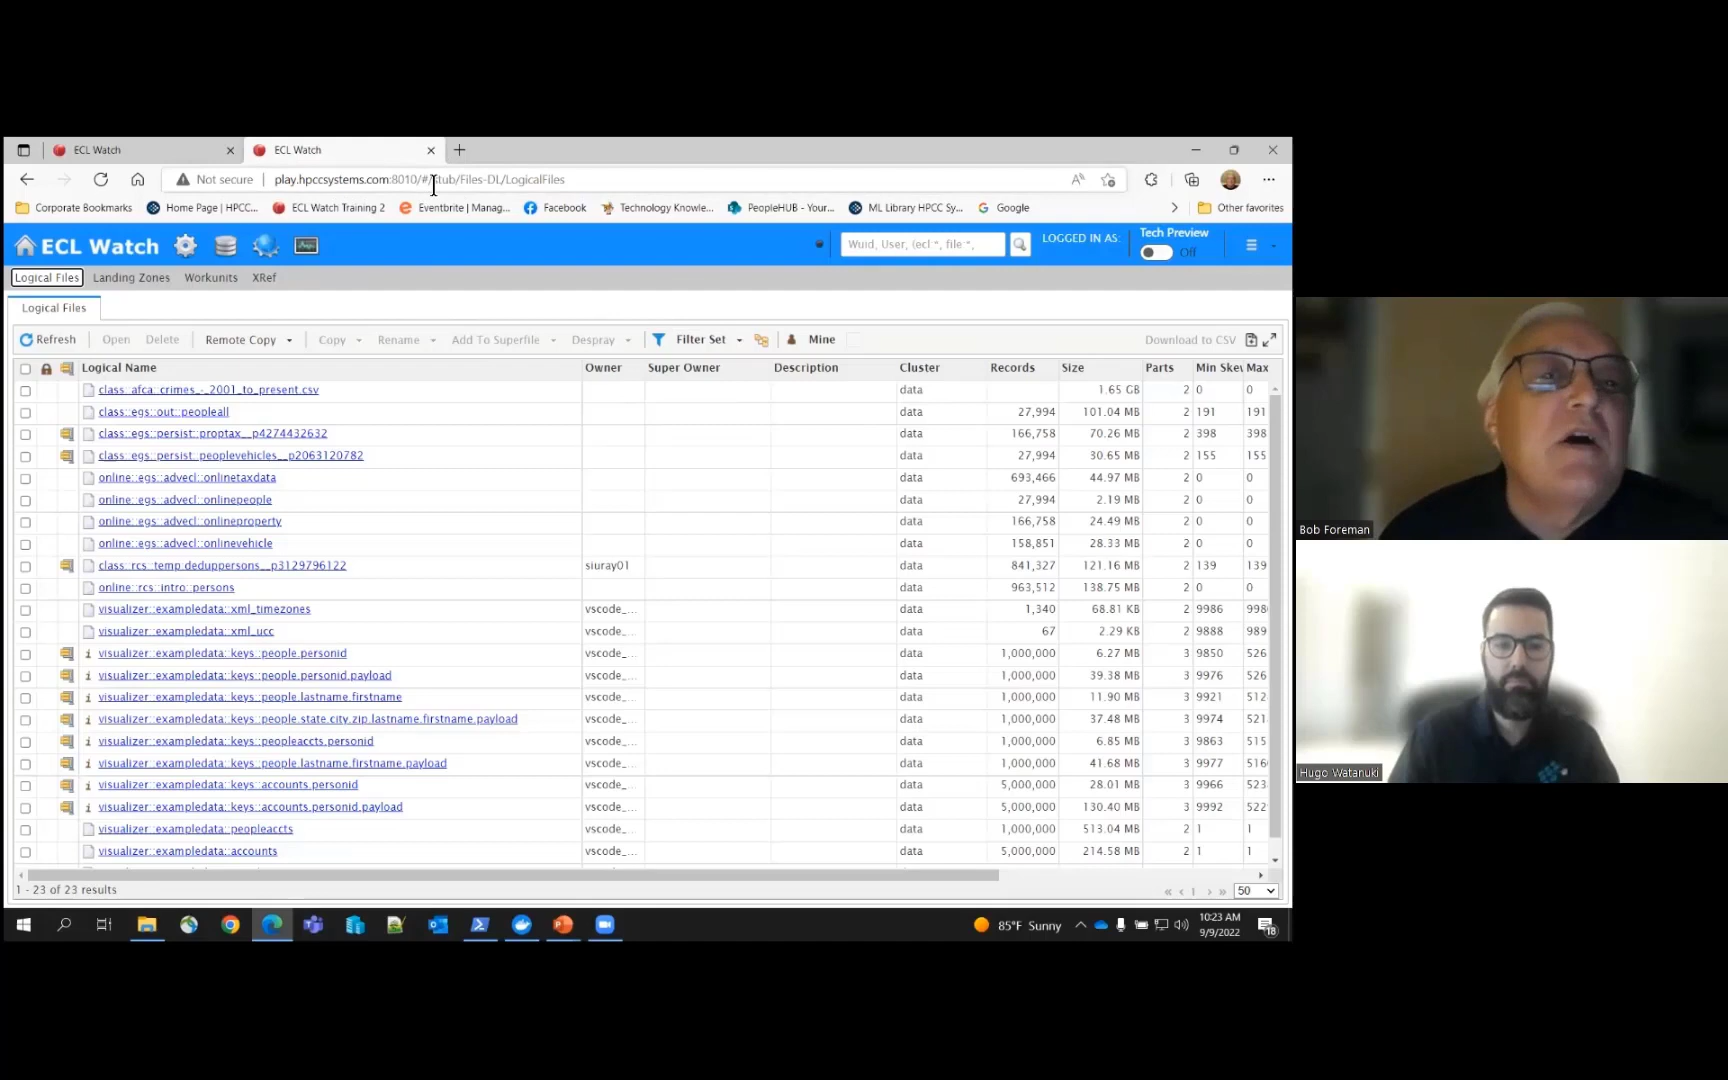 ECL Watch
ECL Watch
Not secure
play.hpccsystems.com:8010/#/stub/Files-DL/LogicalFiles
Corporate Bookmarks
Home Page | HPCC...
ECL Watch Training 2
Eventbrite | Manag...
Facebook
Technology Knowle...
PeopleHUB - Your...
ML Library HPCC Sy...
Google
Other favorites
ECL Watch
Wuid, User, (ecl:*, file:*,
LOGGED IN AS:
Tech Preview
Off
Logical Files Landing Zones Workunits XRef
Logical Files
Refresh Open Delete Remote Copy Copy Rename Add To Superfile Despray Filter Set Mine Download to CSV
Logical Name Owner Super Owner Description Cluster Records Size Parts Min Skew Max
class::afca::crimes_-_2001_to_present.csv data 1.65 GB 2 0 0
class::egs::out::peopleall data 27,994 101.04 MB 2 191 191
class::egs::persist::proptax__p4274432632 data 166,758 70.26 MB 2 398 398
class::egs::persist::peoplevehicles__p2063120782 data 27,994 30.65 MB 2 155 155
online::egs::advecl::onlinetaxdata data 693,466 44.97 MB 2 0 0
online::egs::advecl::onlinepeople data 27,994 2.19 MB 2 0 0
online::egs::advecl::onlineproperty data 166,758 24.49 MB 2 0 0
online::egs::advecl::onlinevehicle data 158,851 28.33 MB 2 0 0
class::rcs::temp.deduppersons__p3129796122 siuray01 data 841,327 121.16 MB 2 139 139
online::rcs::intro::persons data 963,512 138.75 MB 2 0 0
visualizer::exampledata::xml_timezones vscode_... data 1,340 68.81 KB 2 9986 998
visualizer::exampledata::xml_ucc vscode_... data 67 2.29 KB 2 9888 989
visualizer::exampledata::keys::people.personid vscode_... data 1,000,000 6.27 MB 3 9850 526
visualizer::exampledata::keys::people.personid.payload vscode_... data 1,000,000 39.38 MB 3 9976 526
visualizer::exampledata::keys::people.lastname.firstname vscode_... data 1,000,000 11.90 MB 3 9921 512
visualizer::exampledata::keys::people.state.city.zip.lastname.firstname.payload vscode_... data 1,000,000 37.48 MB 3 9974 521
visualizer::exampledata::keys::peopleaccts.personid vscode_... data 1,000,000 6.85 MB 3 9863 515
visualizer::exampledata::keys::people.lastname.firstname.payload vscode_... data 1,000,000 41.68 MB 3 9977 516
visualizer::exampledata::keys::accounts.personid vscode_... data 5,000,000 28.01 MB 3 9966 523
visualizer::exampledata::keys::accounts.personid.payload vscode_... data 5,000,000 130.40 MB 3 9992 522
visualizer::exampledata::peopleaccts vscode_... data 1,000,000 513.04 MB 2 1 1
visualizer::exampledata::accounts vscode_... data 5,000,000 214.58 MB 2 1 1
1 - 23 of 23 results
« ‹ 1 › » 50
85°F Sunny
10:23 AM
9/9/2022
18
Bob Foreman
Hugo Watanuki